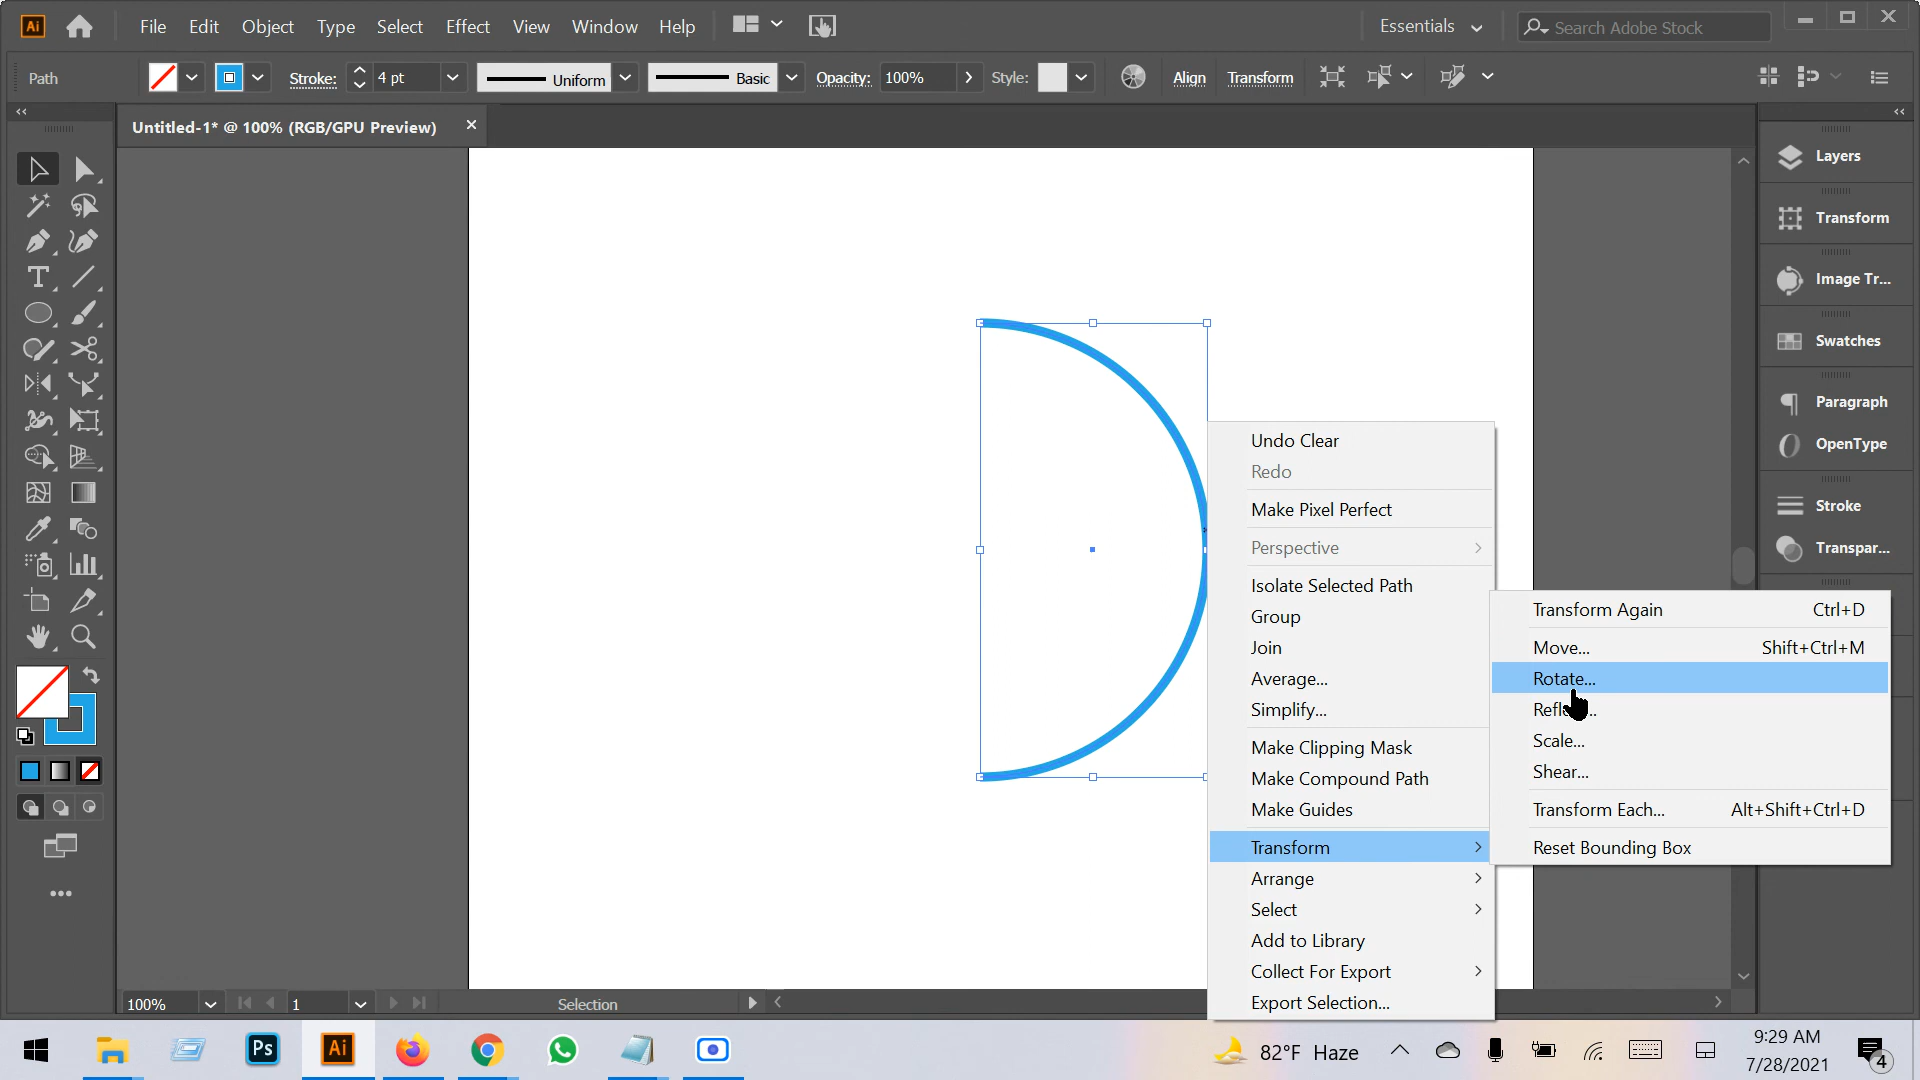 Ai File Edit Object Type Select Effect View Window Help Essentials Search Adobe Stock
Path Stroke: 4 pt Uniform Basic Opacity: 100% Style: Align Transform
Untitled-1* @ 100% (RGB/GPU Preview)
Layers
Transform
Image Tr...
Swatches
Paragraph
OpenType
Stroke
Transpar...
Undo Clear
Redo
Make Pixel Perfect
Perspective
Isolate Selected Path
Group
Join
Average...
Simplify...
Make Clipping Mask
Make Compound Path
Make Guides
Transform
Arrange
Select
Add to Library
Collect For Export
Export Selection...
Transform Again Ctrl+D
Move... Shift+Ctrl+M
Rotate...
Scale...
Shear...
Transform Each... Alt+Shift+Ctrl+D
Reset Bounding Box
100% 1 Selection
Ps Ai 82°F Haze 9:29 AM
7/28/2021 4